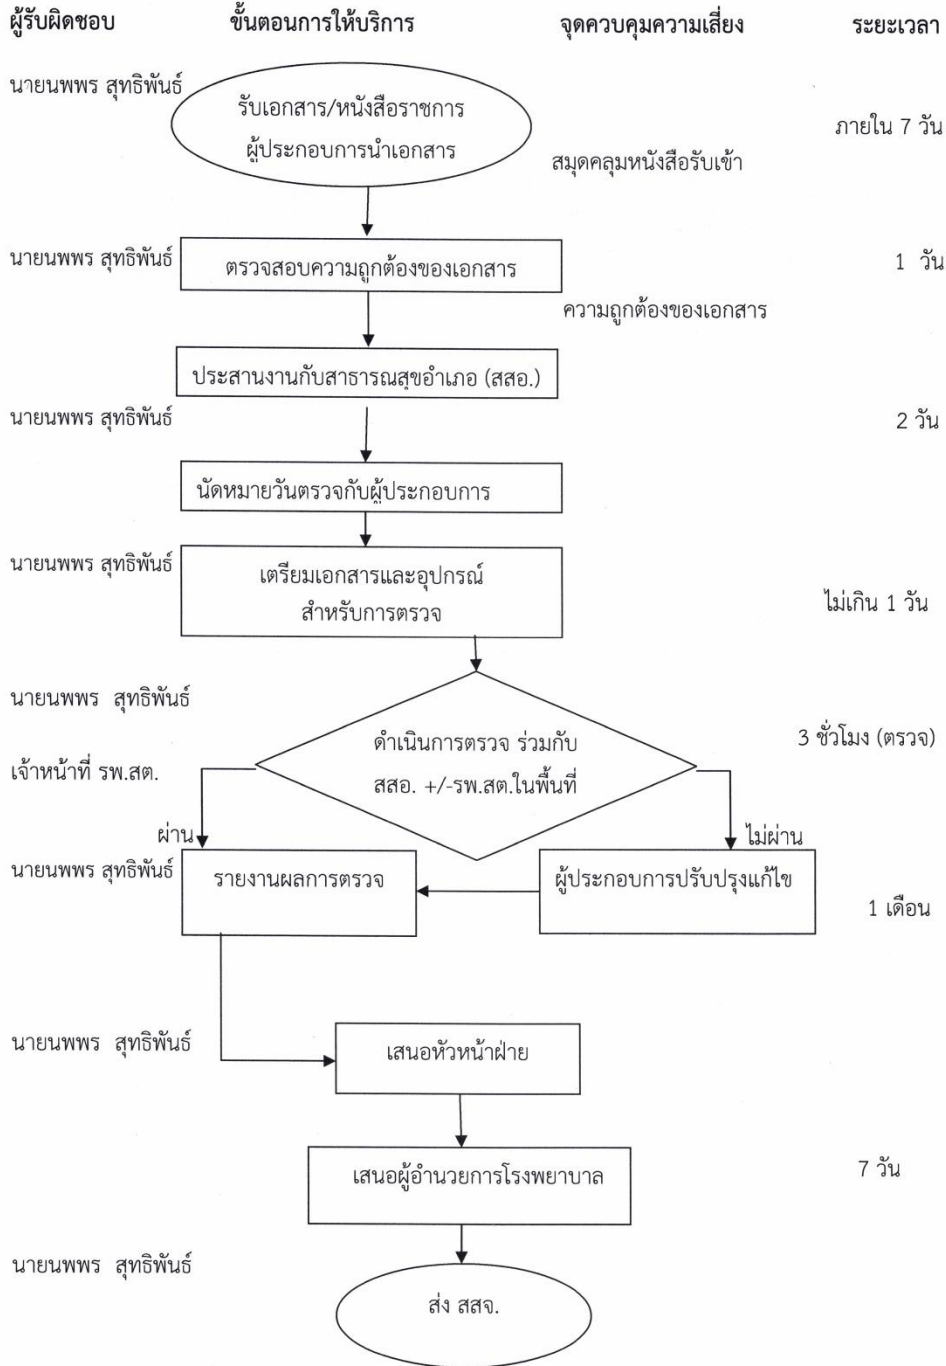 ผู้รับผิดชอบ ขั้นตอนการให้บริการ จุดควบคุมความเสี่ยง ระยะเวลา
นายนพพร สุทธิพันธ์
รับเอกสาร/หนังสือราชการ
ผู้ประกอบการนำเอกสาร
ภายใน 7 วัน
สมุดคลุมหนังสือรับเข้า
นายนพพร สุทธิพันธ์ ตรวจสอบความถูกต้องของเอกสาร 1 วัน
ความถูกต้องของเอกสาร
ประสานงานกับสาธารณสุขอำเภอ (สสอ.)
นายนพพร สุทธิพันธ์ 2 วัน
นัดหมายวันตรวจกับผู้ประกอบการ
นายนพพร สุทธิพันธ์
เตรียมเอกสารและอุปกรณ์
สำหรับการตรวจ
ไม่เกิน 1 วัน
นายนพพร สุทธิพันธ์
เจ้าหน้าที่ รพ.สต.
ดำเนินการตรวจ ร่วมกับ
สสอ. +/-รพ.สต.ในพื้นที่
3 ชั่วโมง (ตรวจ)
ผ่าน ไม่ผ่าน
นายนพพร สุทธิพันธ์ รายงานผลการตรวจ ผู้ประกอบการปรับปรุงแก้ไข
1 เดือน
นายนพพร สุทธิพันธ์ เสนอหัวหน้าฝ่าย
เสนอผู้อำนวยการโรงพยาบาล 7 วัน
นายนพพร สุทธิพันธ์
ส่ง สสจ.